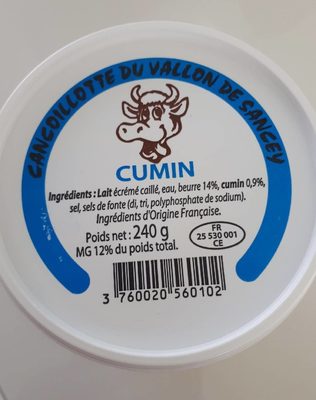 CANCOILLOTTE DU VALLON DE SANCEY
CUMIN
Ingrédients : Lait écrémé caillé, eau, beurre 14%, cumin 0,9%,
sel, sels de fonte (di, tri, polyphosphate de sodium).
Ingrédients d'Origine Française.
Poids net : 240 g
MG 12% du poids total.
FR
25 530 001
CE
3 760020 560102